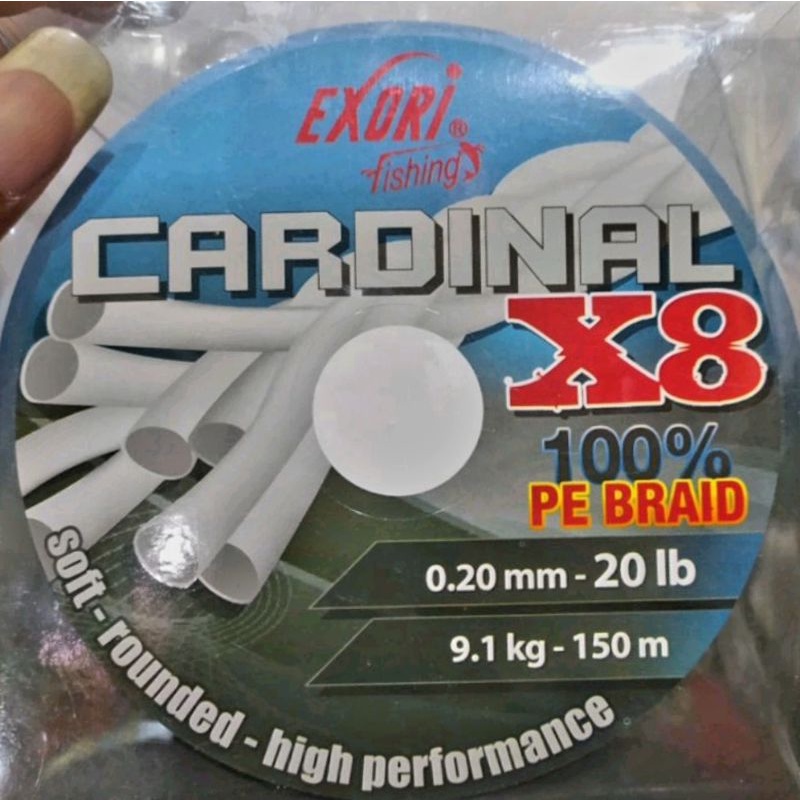 EXORI®
fishing
CARDINAL
X8
100%
PE BRAID
0.20 mm - 20 lb
9.1 kg - 150 m
soft - rounded - high performance